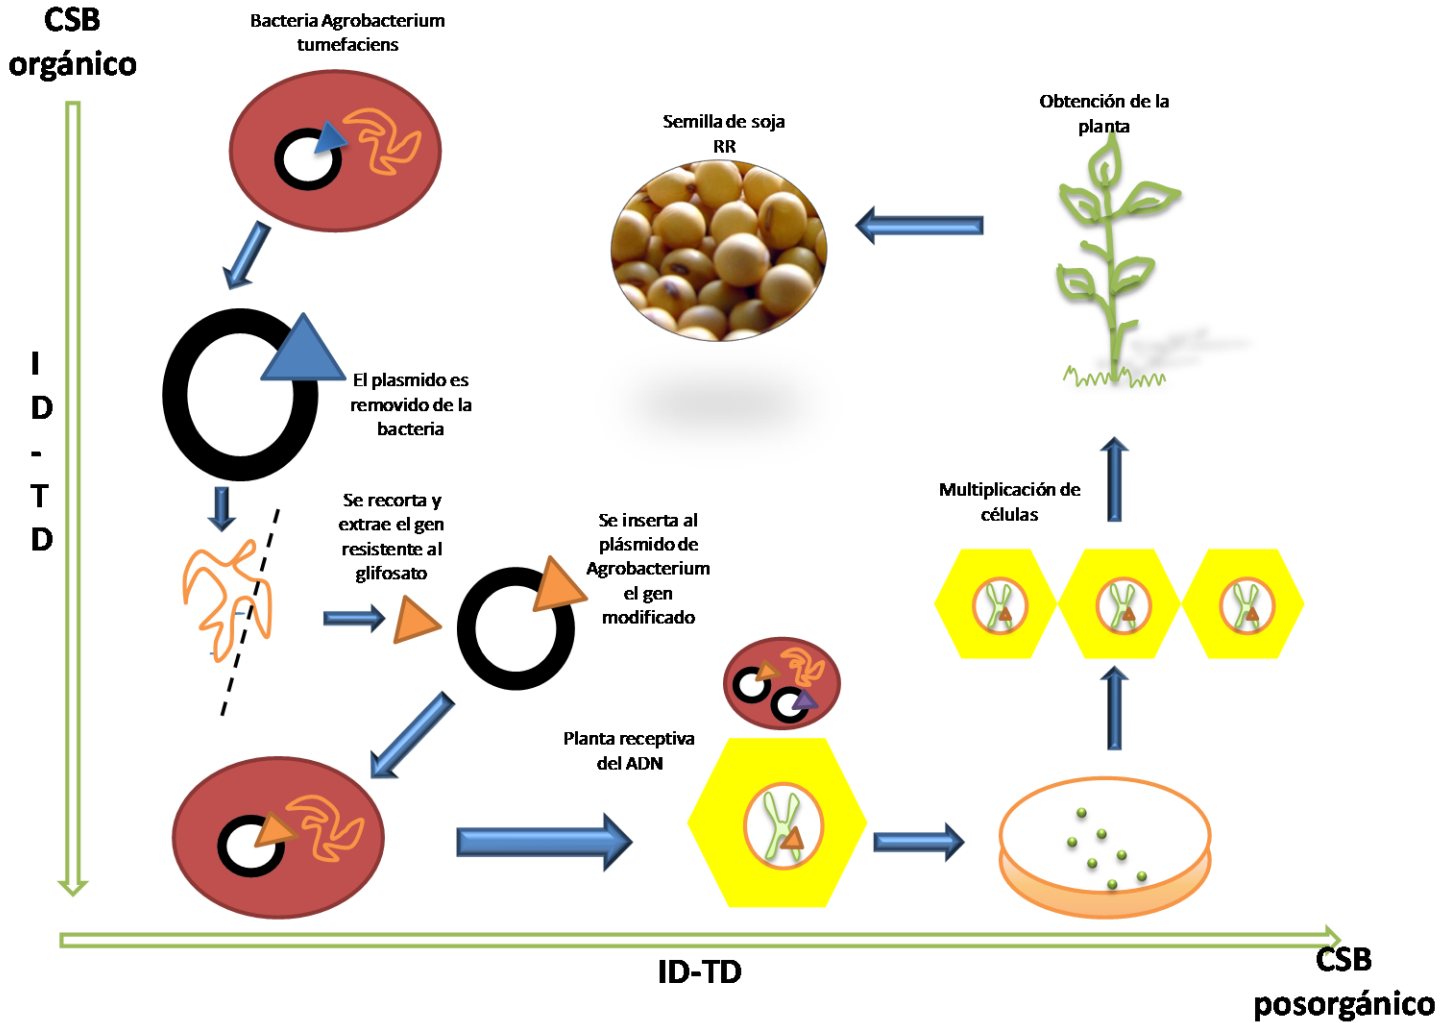 CSB
orgánico
Bacteria Agrobacterium
tumefaciens
Semilla de soja
RR
Obtención de la
planta
I
D
-
T
D
El plasmido es
removido de la
bacteria
Se recorta y
extrae el gen
resistente al
glifosato
Se inserta al
plásmido de
Agrobacterium
el gen
modificado
Multiplicación de
células
Planta receptiva
del ADN
ID-TD
CSB
posorgánico